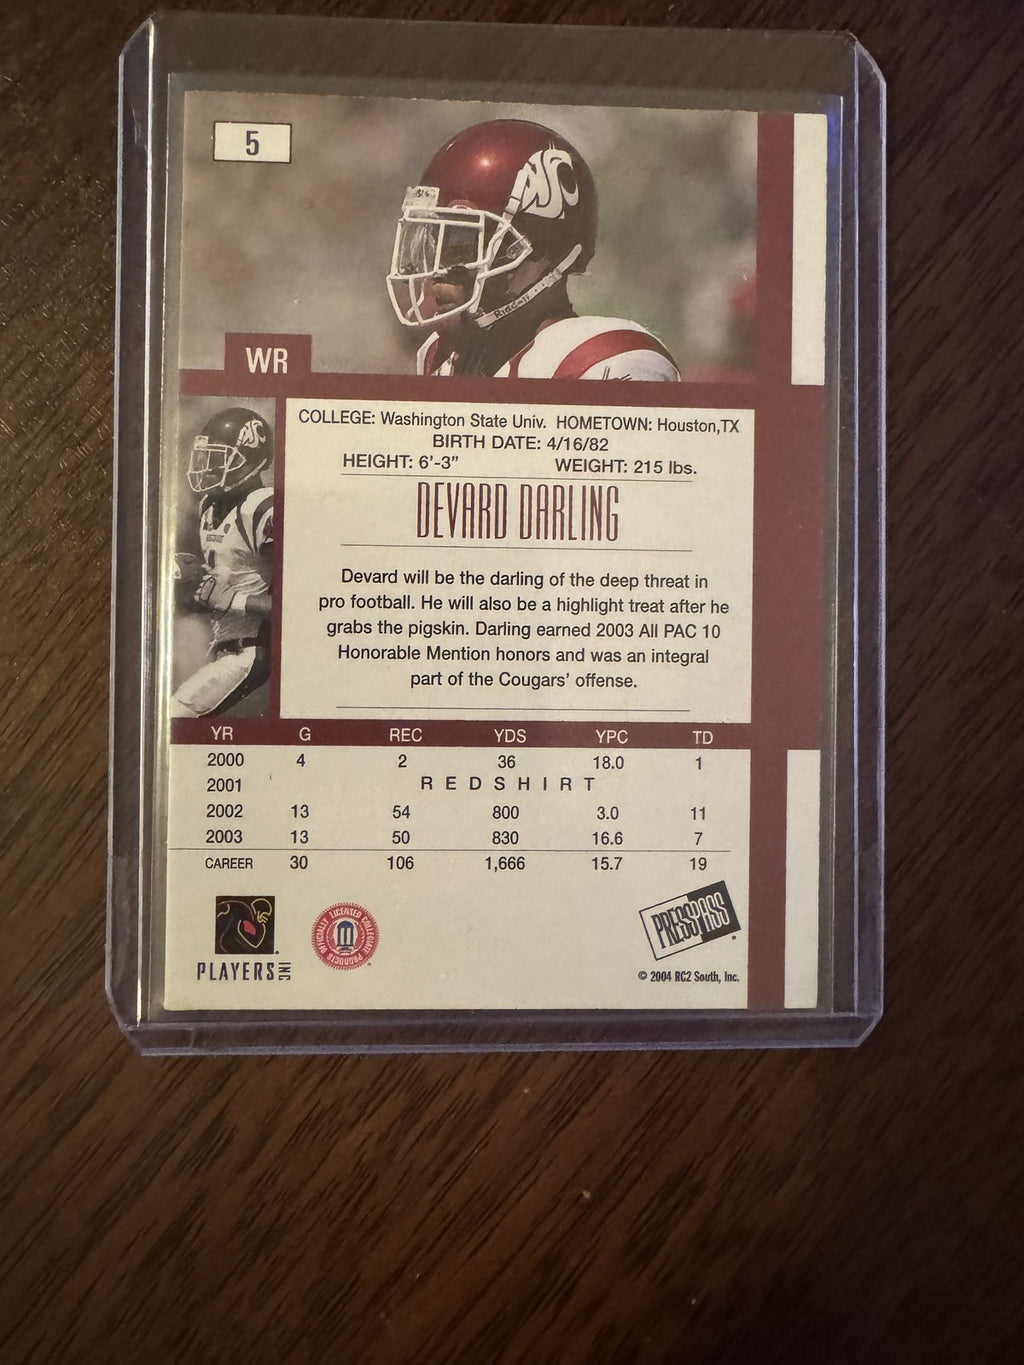 5
Riddell
WR
COLLEGE: Washington State Univ. HOMETOWN: Houston,TX
BIRTH DATE: 4/16/82
HEIGHT: 6'-3" WEIGHT: 215 lbs.
DEVARD DARLING
Devard will be the darling of the deep threat in
pro football. He will also be a highlight treat after he
grabs the pigskin. Darling earned 2003 All PAC 10
Honorable Mention honors and was an integral
part of the Cougars' offense.
YR G REC YDS YPC TD
2000 4 2 36 18.0 1
2001 REDSHIRT
2002 13 54 800 3.0 11
2003 13 50 830 16.6 7
CAREER 30 106 1,666 15.7 19
PLAYERS INC
OFFICIALLY LICENSED COLLEGIATE PRODUCTS
PRESS PASS
© 2004 RC2 South, Inc.